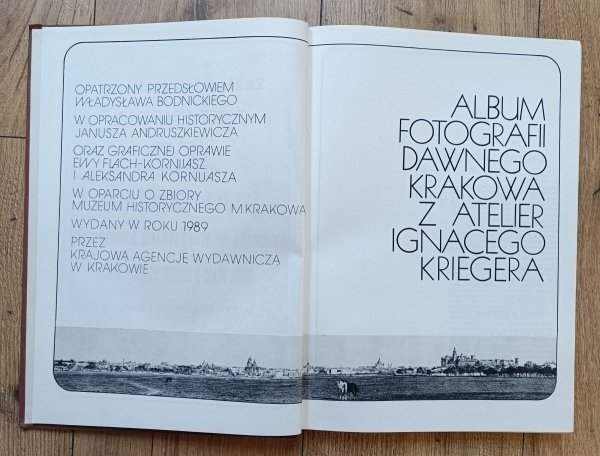 OPATRZONY PRZEDSŁOWIEM
WŁADYSŁAWA BODNICKIEGO
W OPRACOWANIU HISTORYCZNYM
JANUSZA ANDRUSZKIEWICZA
ORAZ GRAFICZNEJ OPRAWIE
EWY FLACH-KORNIJASZ
I ALEKSANDRA KORNIJASZA
W OPARCIU O ZBIORY
MUZEUM HISTORYCZNEGO M.KRAKOWA
WYDANY W ROKU 1989
PRZEZ
KRAJOWĄ AGENCJĘ WYDAWNICZĄ
W KRAKOWIE
ALBUM
FOTOGRAFII
DAWNEGO
KRAKOWA
Z ATELIER
IGNACEGO
KRIEGERA